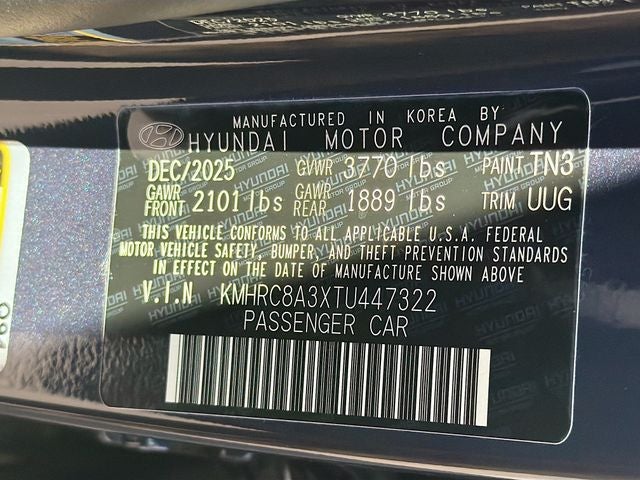 MANUFACTURED IN KOREA BY
HYUNDAI MOTOR COMPANY
DEC/2025 GVWR 3770 lbs PAINT TN3
GAWR FRONT 2101 lbs GAWR REAR 1889 lbs TRIM UUG
THIS VEHICLE CONFORMS TO ALL APPLICABLE U.S.A. FEDERAL
MOTOR VEHICLE SAFETY, BUMPER, AND THEFT PREVENTION STANDARDS
IN EFFECT ON THE DATE OF MANUFACTURE SHOWN ABOVE
V.I.N KMHRC8A3XTU447322
PASSENGER CAR